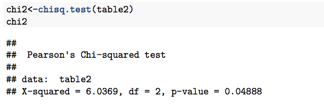 chi2<-chisq.test(table2)
chi2
##
## Pearson's Chi-squared test
##
## data: table2
## X-squared = 6.0369, df = 2, p-value = 0.04888